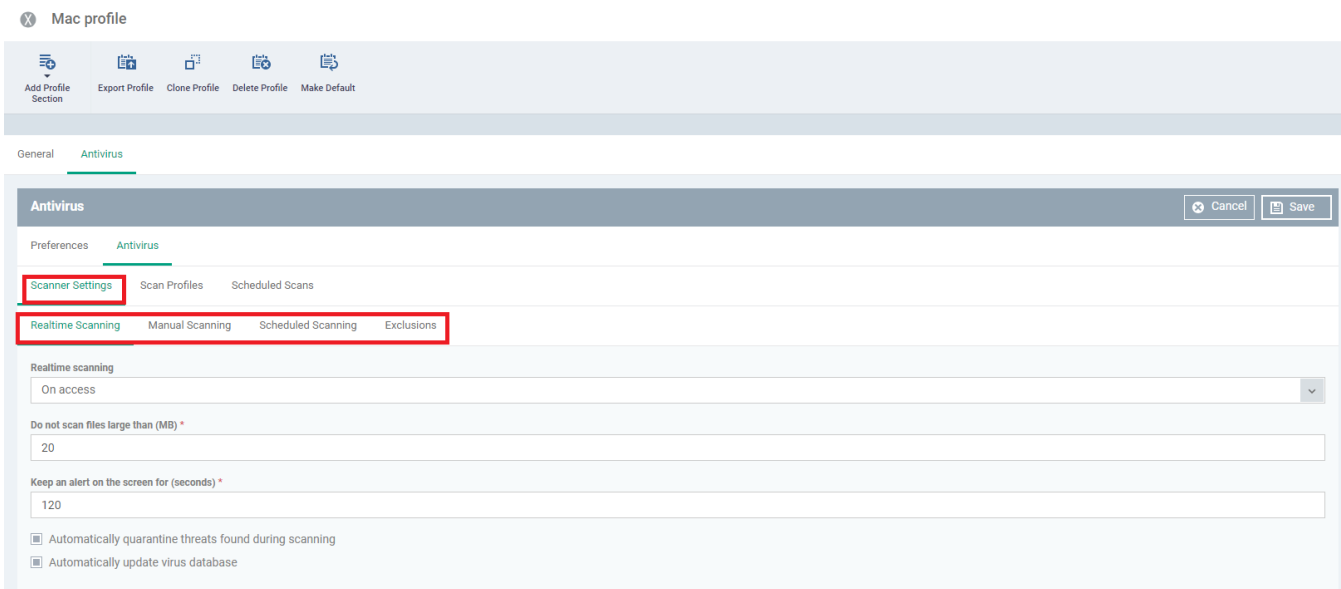 Mac profile
Add Profile Section
Export Profile
Clone Profile
Delete Profile
Make Default
General
Antivirus
Antivirus
Cancel
Save
Preferences
Antivirus
Scanner Settings
Scan Profiles
Scheduled Scans
Realtime Scanning
Manual Scanning
Scheduled Scanning
Exclusions
Realtime scanning
On access
Do not scan files large than (MB) *
20
Keep an alert on the screen for (seconds) *
120
Automatically quarantine threats found during scanning
Automatically update virus database